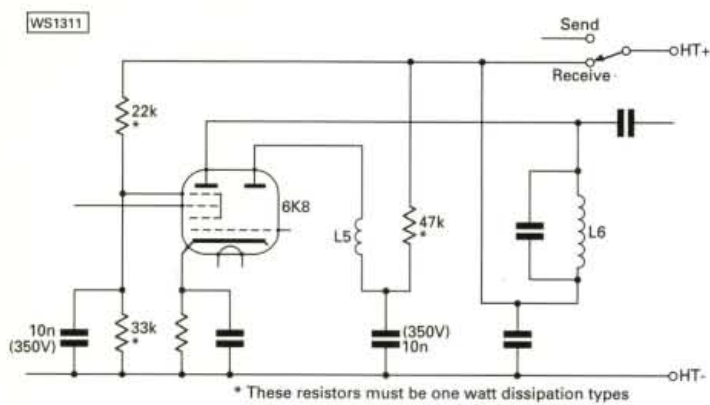 WS1311
Send
HT+
Receive
22k
*
6K8
L5
47k
*
L6
10n
(350V)
33k
*
(350V)
10n
HT-
* These resistors must be one watt dissipation types